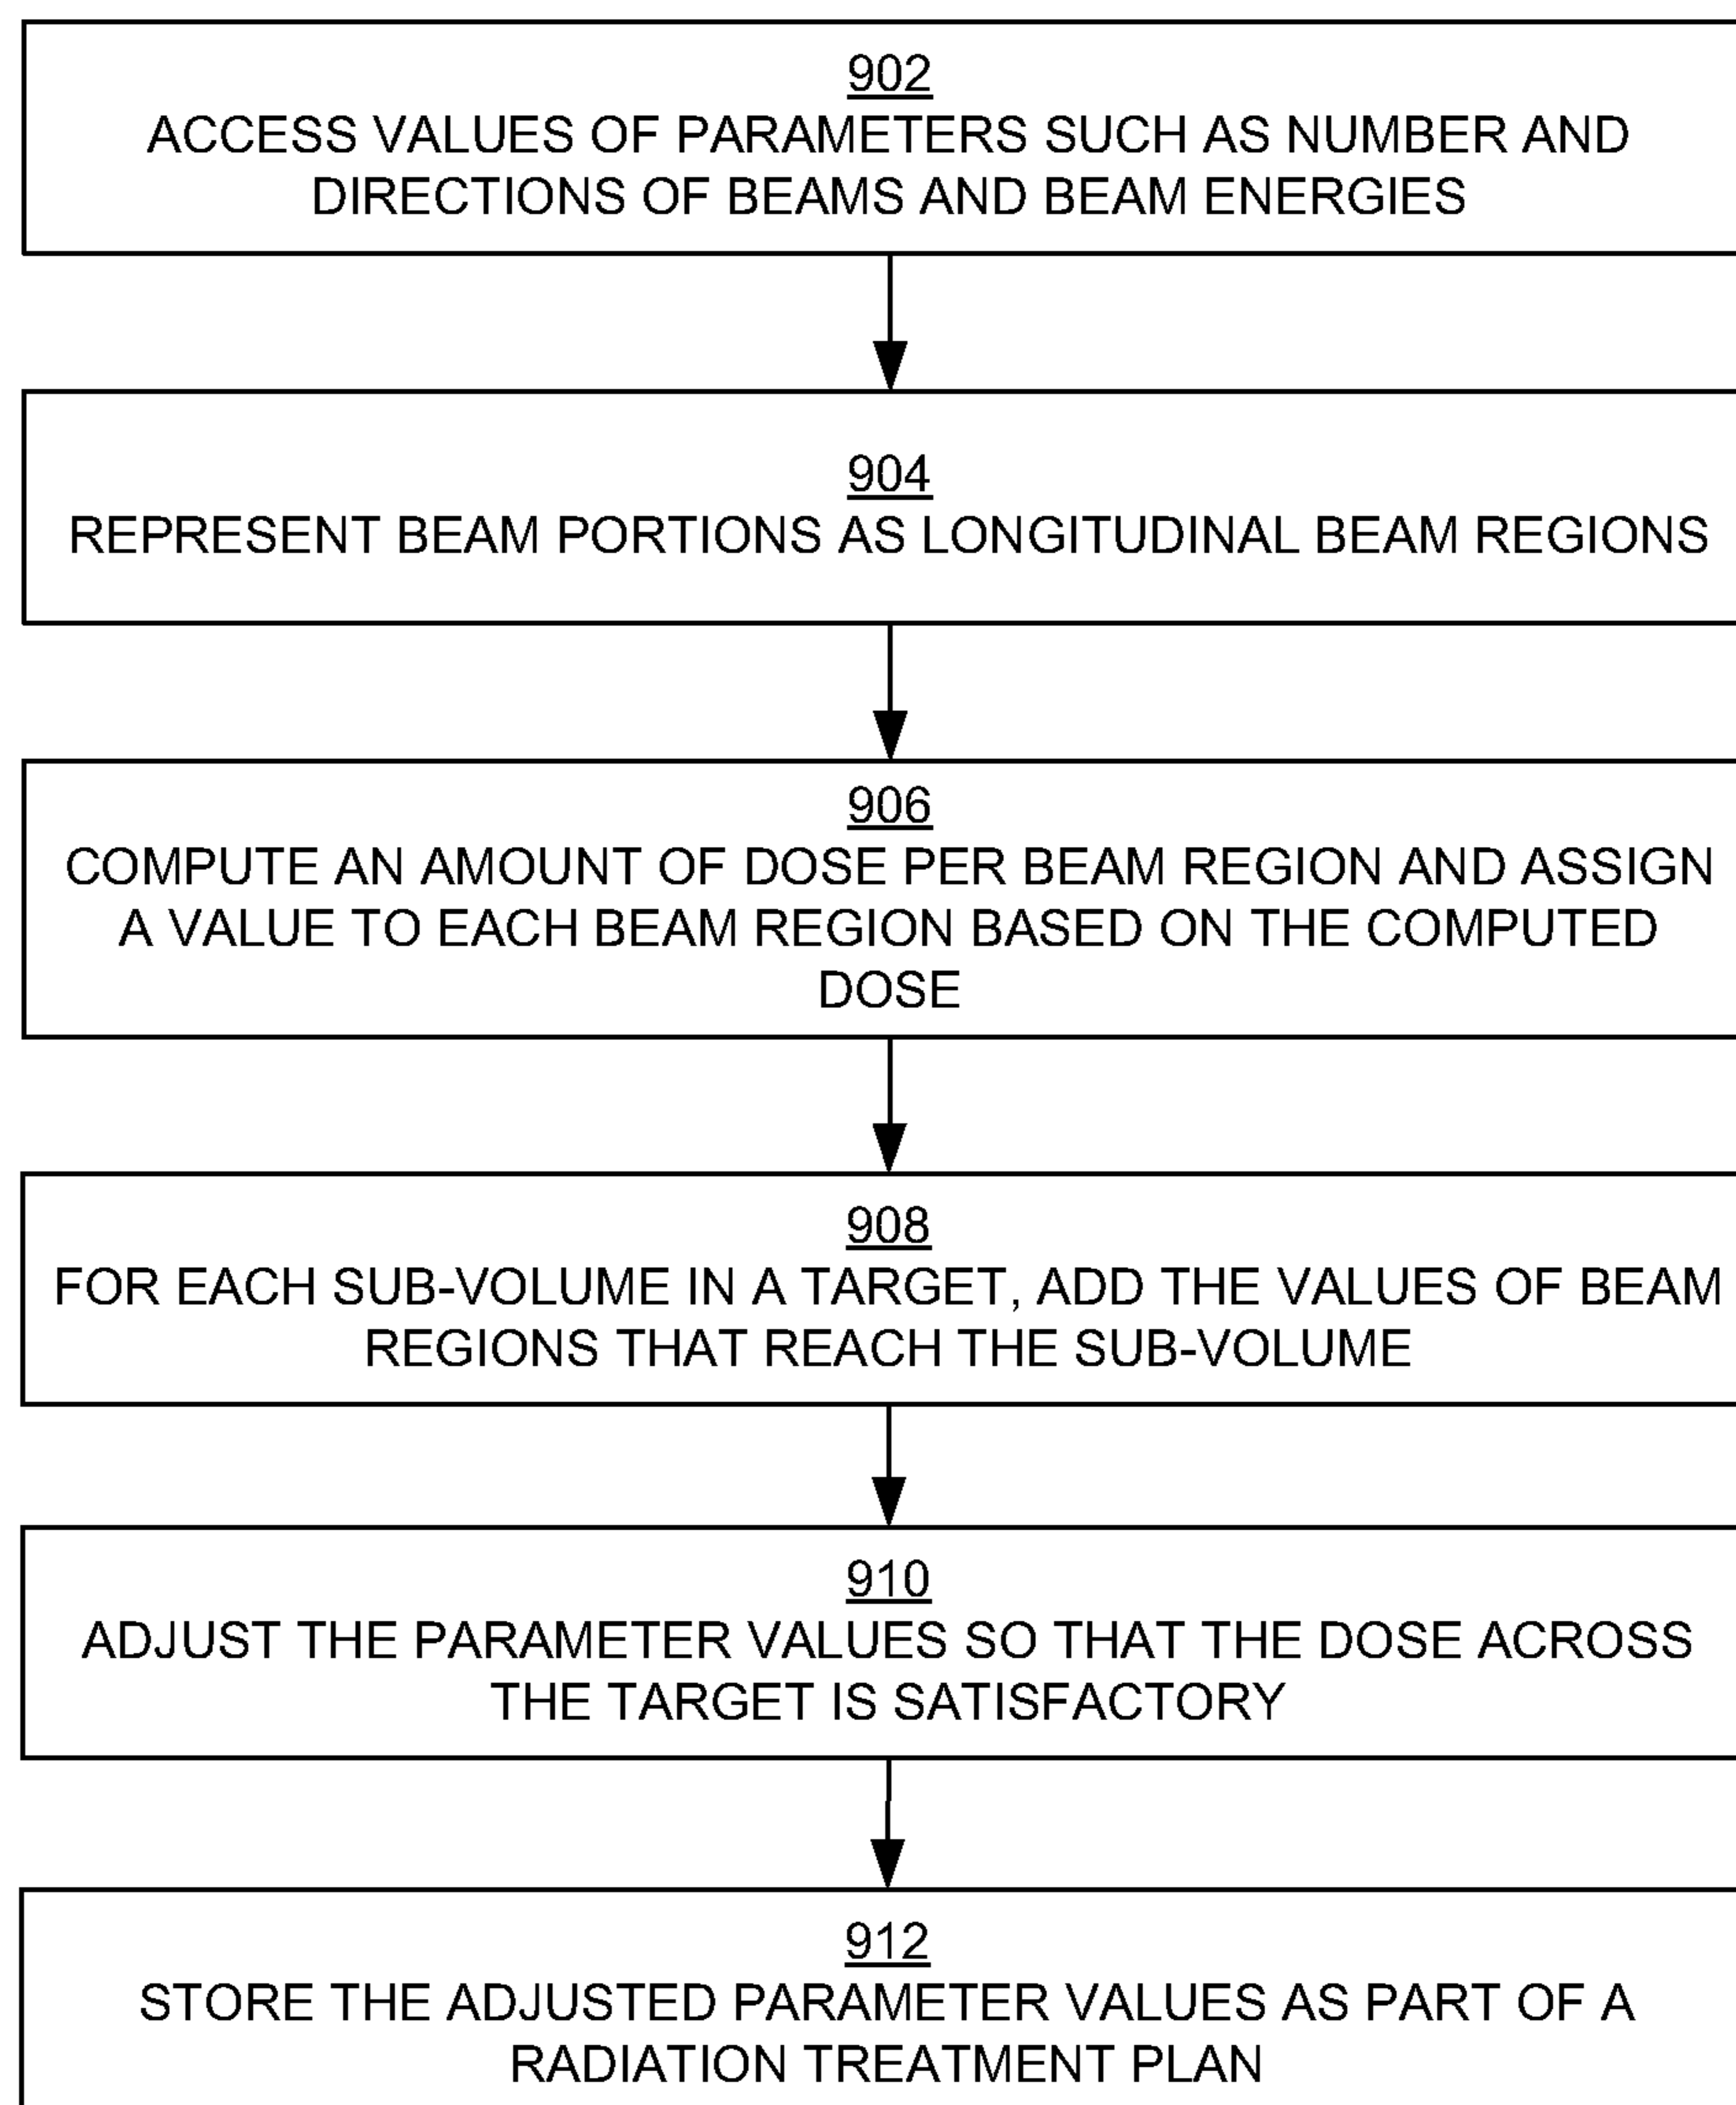 902
ACCESS VALUES OF PARAMETERS SUCH AS NUMBER AND
DIRECTIONS OF BEAMS AND BEAM ENERGIES
904
REPRESENT BEAM PORTIONS AS LONGITUDINAL BEAM REGIONS
906
COMPUTE AN AMOUNT OF DOSE PER BEAM REGION AND ASSIGN
A VALUE TO EACH BEAM REGION BASED ON THE COMPUTED
DOSE
908
FOR EACH SUB-VOLUME IN A TARGET, ADD THE VALUES OF BEAM
REGIONS THAT REACH THE SUB-VOLUME
910
ADJUST THE PARAMETER VALUES SO THAT THE DOSE ACROSS
THE TARGET IS SATISFACTORY
912
STORE THE ADJUSTED PARAMETER VALUES AS PART OF A
RADIATION TREATMENT PLAN